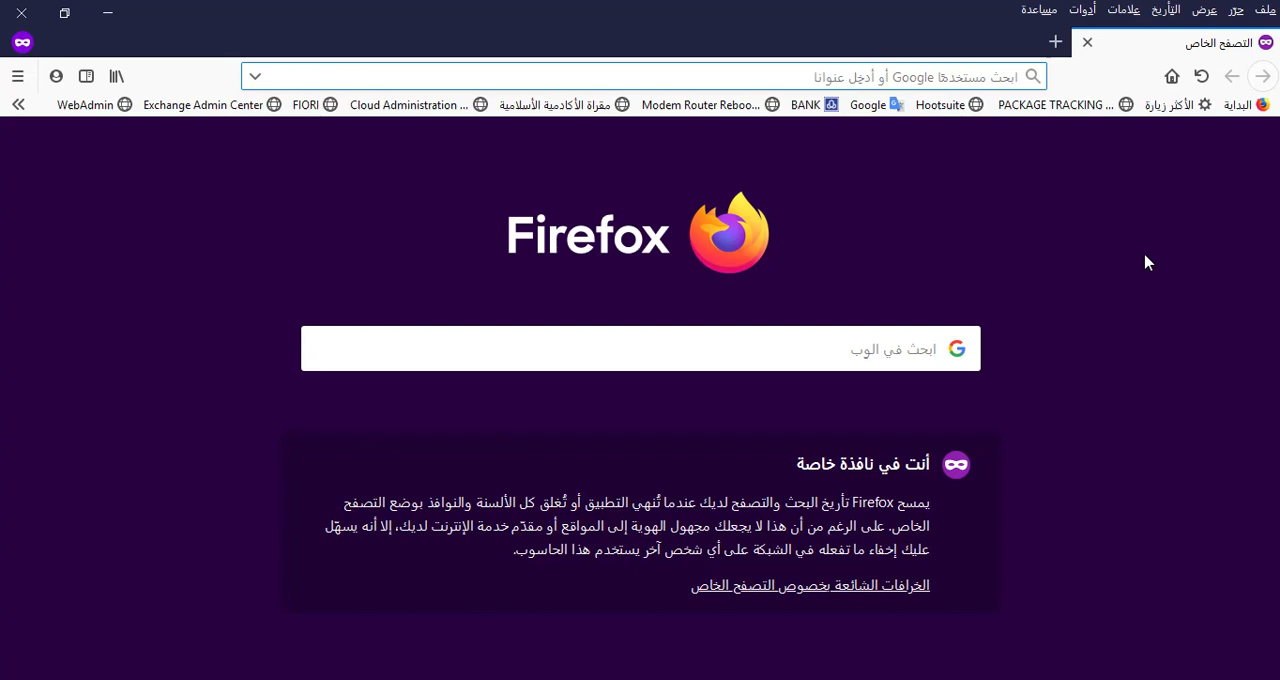 ملف حرّر عرض التأريخ علامات أدوات مساعدة
التصفح الخاص
ابحث مستخدمًا Google أو أدخِل عنوانا
البداية الأكثر زيارة PACKAGE TRACKING ... Hootsuite Google BANK Modem Router Reboo... مقراة الأكاديمية الأسلامية Cloud Administration ... FIORI Exchange Admin Center WebAdmin
Firefox
ابحث في الوِب
أنت في نافذة خاصة
يمسح Firefox تأريخ البحث والتصفح لديك عندما تُنهي التطبيق أو تُغلق كل الألسنة والنوافذ بوضع التصفح
الخاص. على الرغم من أن هذا لا يجعلك مجهول الهوية إلى المواقع أو مقدّم خدمة الإنترنت لديك، إلا أنه يسهّل
عليك إخفاء ما تفعله في الشبكة على أي شخص آخر يستخدم هذا الحاسوب.
الخرافات الشائعة بخصوص التصفح الخاص